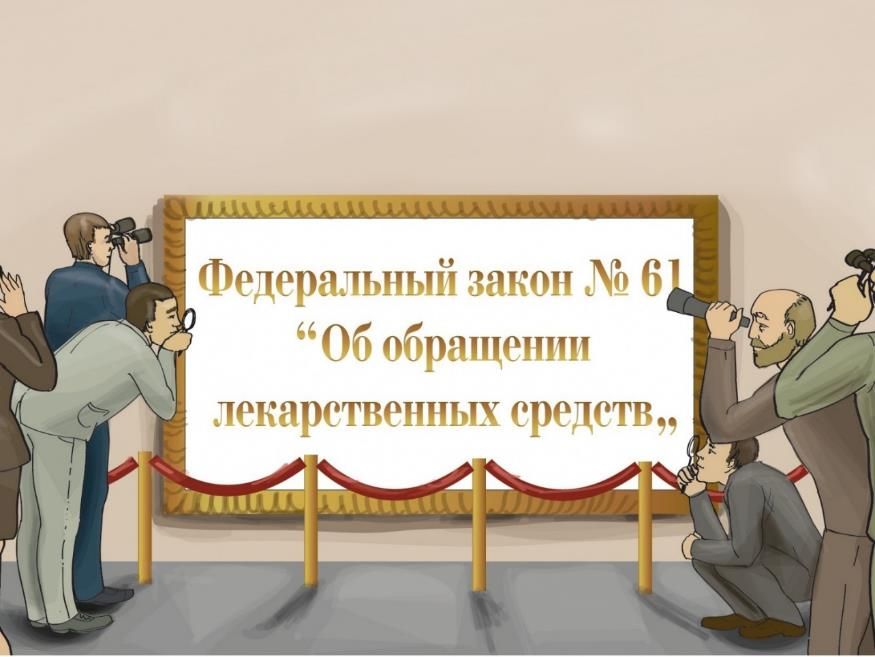 Федеральный закон № 61
“Об обращении
лекарственных средств„